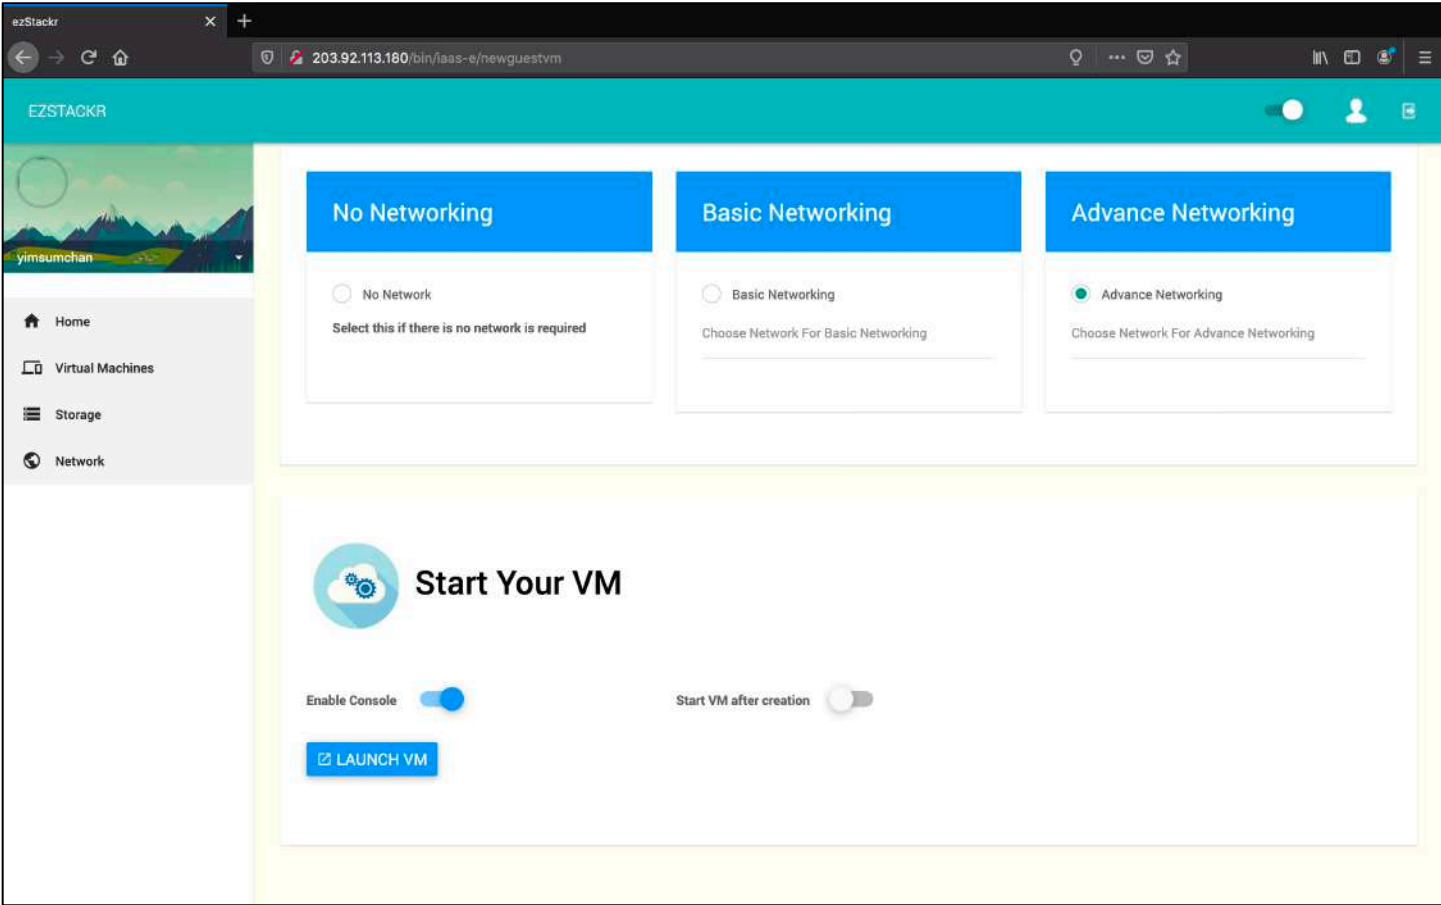 ezStackr
203.92.113.180/bin/iaas-e/newguestvm
EZSTACKR
yimsumchan
Home
Virtual Machines
Storage
Network
No Networking
No Network
Select this if there is no network is required
Basic Networking
Basic Networking
Choose Network For Basic Networking
Advance Networking
Advance Networking
Choose Network For Advance Networking
Start Your VM
Enable Console
Start VM after creation
LAUNCH VM